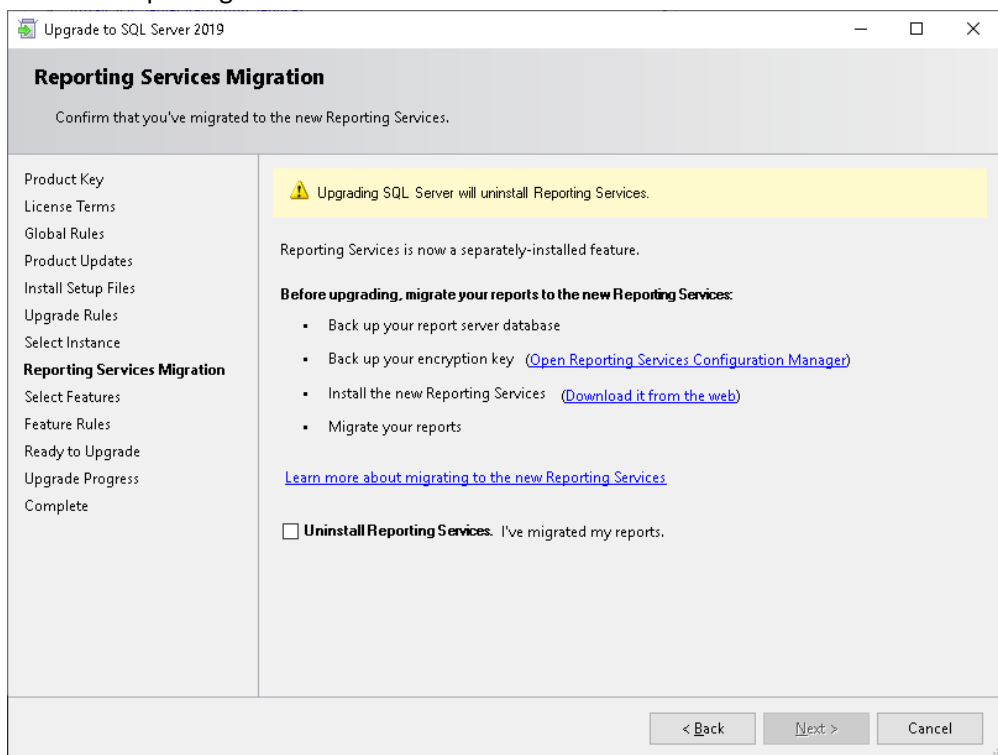 Upgrade to SQL Server 2019
Reporting Services Migration
Confirm that you've migrated to the new Reporting Services.
Product Key
License Terms
Global Rules
Product Updates
Install Setup Files
Upgrade Rules
Select Instance
Reporting Services Migration
Select Features
Feature Rules
Ready to Upgrade
Upgrade Progress
Complete
Upgrading SQL Server will uninstall Reporting Services.
Reporting Services is now a separately-installed feature.
Before upgrading, migrate your reports to the new Reporting Services:
▪ Back up your report server database
▪ Back up your encryption key (Open Reporting Services Configuration Manager)
▪ Install the new Reporting Services (Download it from the web)
▪ Migrate your reports
Learn more about migrating to the new Reporting Services
Uninstall Reporting Services. I've migrated my reports.
< Back Next > Cancel